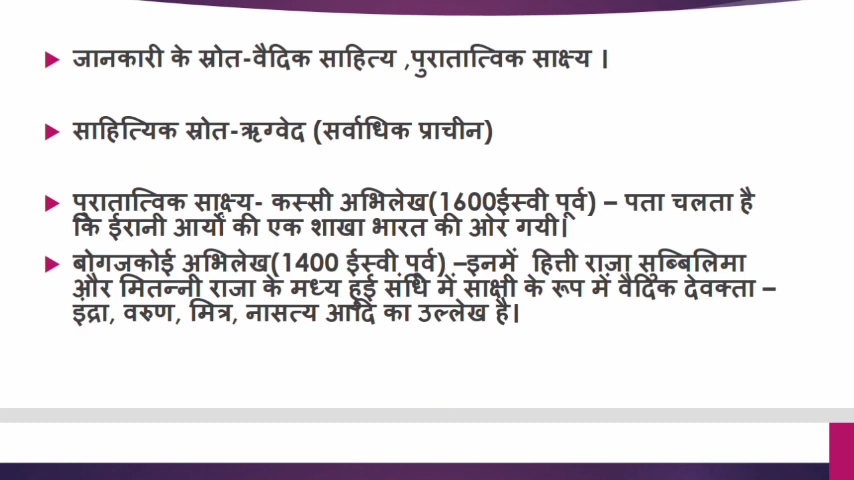 जानकारी के स्रोत-वैदिक साहित्य ,पुरातात्विक साक्ष्य ।
साहित्यिक स्रोत-ऋग्वेद (सर्वाधिक प्राचीन)
पुरातात्विक साक्ष्य- कस्सी अभिलेख(1600ईस्वी पूर्व) – पता चलता है
कि ईरानी आर्यों की एक शाखा भारत की ओर गयी।
बोगजकोई अभिलेख(1400 ईस्वी पूर्व) –इनमें हित्ती राजा सुब्बिलिमा
और मितन्नी राजा के मध्य हुई संधि में साक्षी के रूप में वैदिक देवक्ता –
इंद्रा, वरुण, मित्र, नासत्य आदि का उल्लेख है।